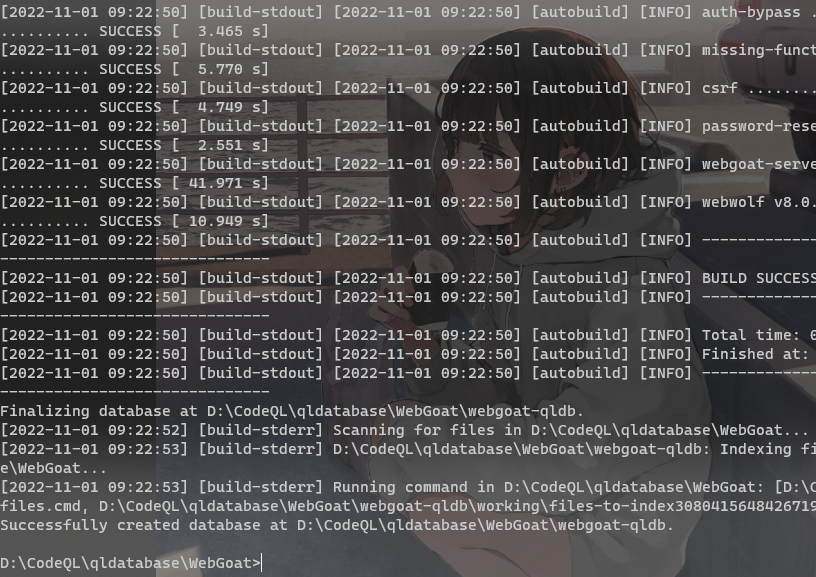 [2022-11-01 09:22:50] [build-stdout] [2022-11-01 09:22:50] [autobuild] [INFO] auth-bypass .
.......... SUCCESS [  3.465 s]
[2022-11-01 09:22:50] [build-stdout] [2022-11-01 09:22:50] [autobuild] [INFO] missing-funct
.......... SUCCESS [  5.770 s]
[2022-11-01 09:22:50] [build-stdout] [2022-11-01 09:22:50] [autobuild] [INFO] csrf ........
.......... SUCCESS [  4.749 s]
[2022-11-01 09:22:50] [build-stdout] [2022-11-01 09:22:50] [autobuild] [INFO] password-rese
.......... SUCCESS [  2.551 s]
[2022-11-01 09:22:50] [build-stdout] [2022-11-01 09:22:50] [autobuild] [INFO] webgoat-serve
.......... SUCCESS [ 41.971 s]
[2022-11-01 09:22:50] [build-stdout] [2022-11-01 09:22:50] [autobuild] [INFO] webwolf v8.0.
.......... SUCCESS [ 10.949 s]
[2022-11-01 09:22:50] [build-stdout] [2022-11-01 09:22:50] [autobuild] [INFO] -------------
------------------------------
[2022-11-01 09:22:50] [build-stdout] [2022-11-01 09:22:50] [autobuild] [INFO] BUILD SUCCESS
[2022-11-01 09:22:50] [build-stdout] [2022-11-01 09:22:50] [autobuild] [INFO] -------------
------------------------------
[2022-11-01 09:22:50] [build-stdout] [2022-11-01 09:22:50] [autobuild] [INFO] Total time: 0
[2022-11-01 09:22:50] [build-stdout] [2022-11-01 09:22:50] [autobuild] [INFO] Finished at:
[2022-11-01 09:22:50] [build-stdout] [2022-11-01 09:22:50] [autobuild] [INFO] -------------
------------------------------
Finalizing database at D:\CodeQL\qldatabase\WebGoat\webgoat-qldb.
[2022-11-01 09:22:52] [build-stderr] Scanning for files in D:\CodeQL\qldatabase\WebGoat...
[2022-11-01 09:22:53] [build-stderr] D:\CodeQL\qldatabase\WebGoat\webgoat-qldb: Indexing fi
e\WebGoat...
[2022-11-01 09:22:53] [build-stderr] Running command in D:\CodeQL\qldatabase\WebGoat: [D:\C
files.cmd, D:\CodeQL\qldatabase\WebGoat\webgoat-qldb\working\files-to-index3080415648426719
Successfully created database at D:\CodeQL\qldatabase\WebGoat\webgoat-qldb.
D:\CodeQL\qldatabase\WebGoat>